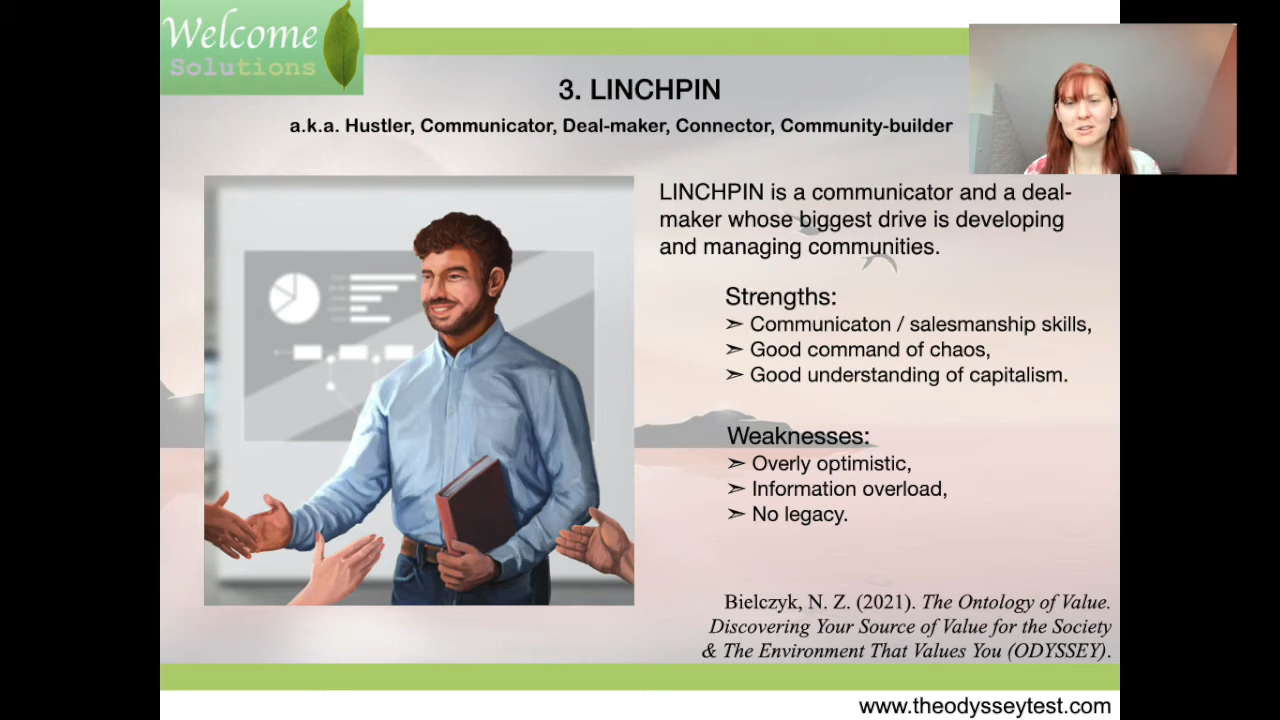 Welcome
Solutions
3. LINCHPIN
a.k.a. Hustler, Communicator, Deal-maker, Connector, Community-builder
LINCHPIN is a communicator and a deal-
maker whose biggest drive is developing
and managing communities.
Strengths:
➣ Communicaton / salesmanship skills,
➣ Good command of chaos,
➣ Good understanding of capitalism.
Weaknesses:
➣ Overly optimistic,
➣ Information overload,
➣ No legacy.
Bielczyk, N. Z. (2021). The Ontology of Value.
Discovering Your Source of Value for the Society
& The Environment That Values You (ODYSSEY).
www.theodysseytest.com